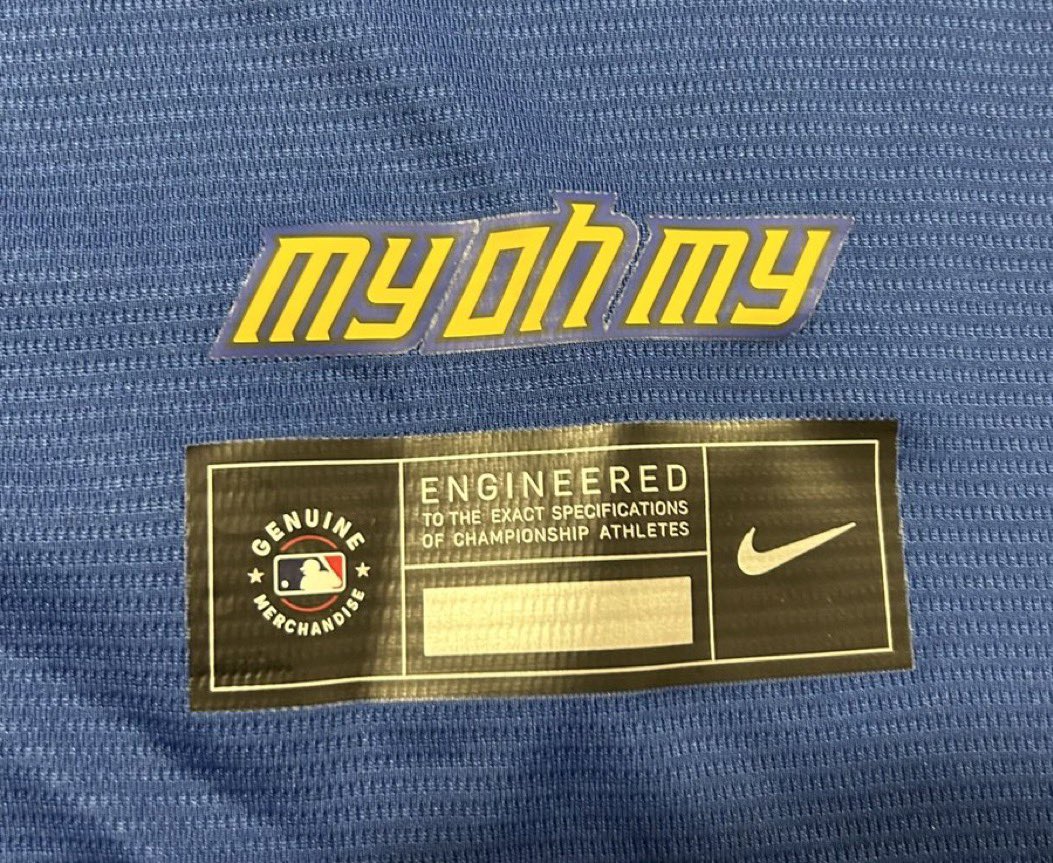 my oh my
GENUINE
MERCHANDISE
ENGINEERED
TO THE EXACT SPECIFICATIONS
OF CHAMPIONSHIP ATHLETES